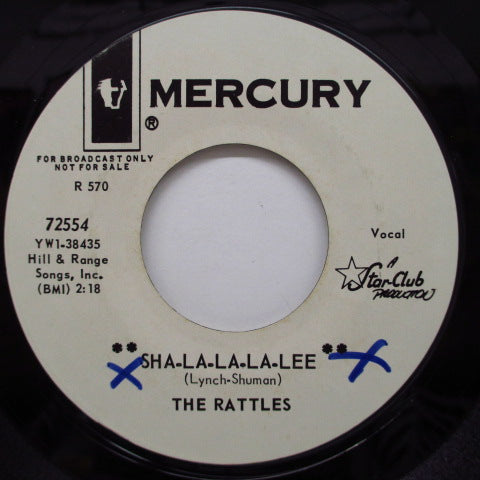 MERCURY
®
FOR BROADCAST ONLY
NOT FOR SALE
R 570
72554
YW1-38435
Hill & Range
Songs, Inc.
(BMI) 2:18
Vocal
A
Star-Club
PRODUCTION
**SHA-LA-LA-LA-LEE**
(Lynch-Shuman)
THE RATTLES